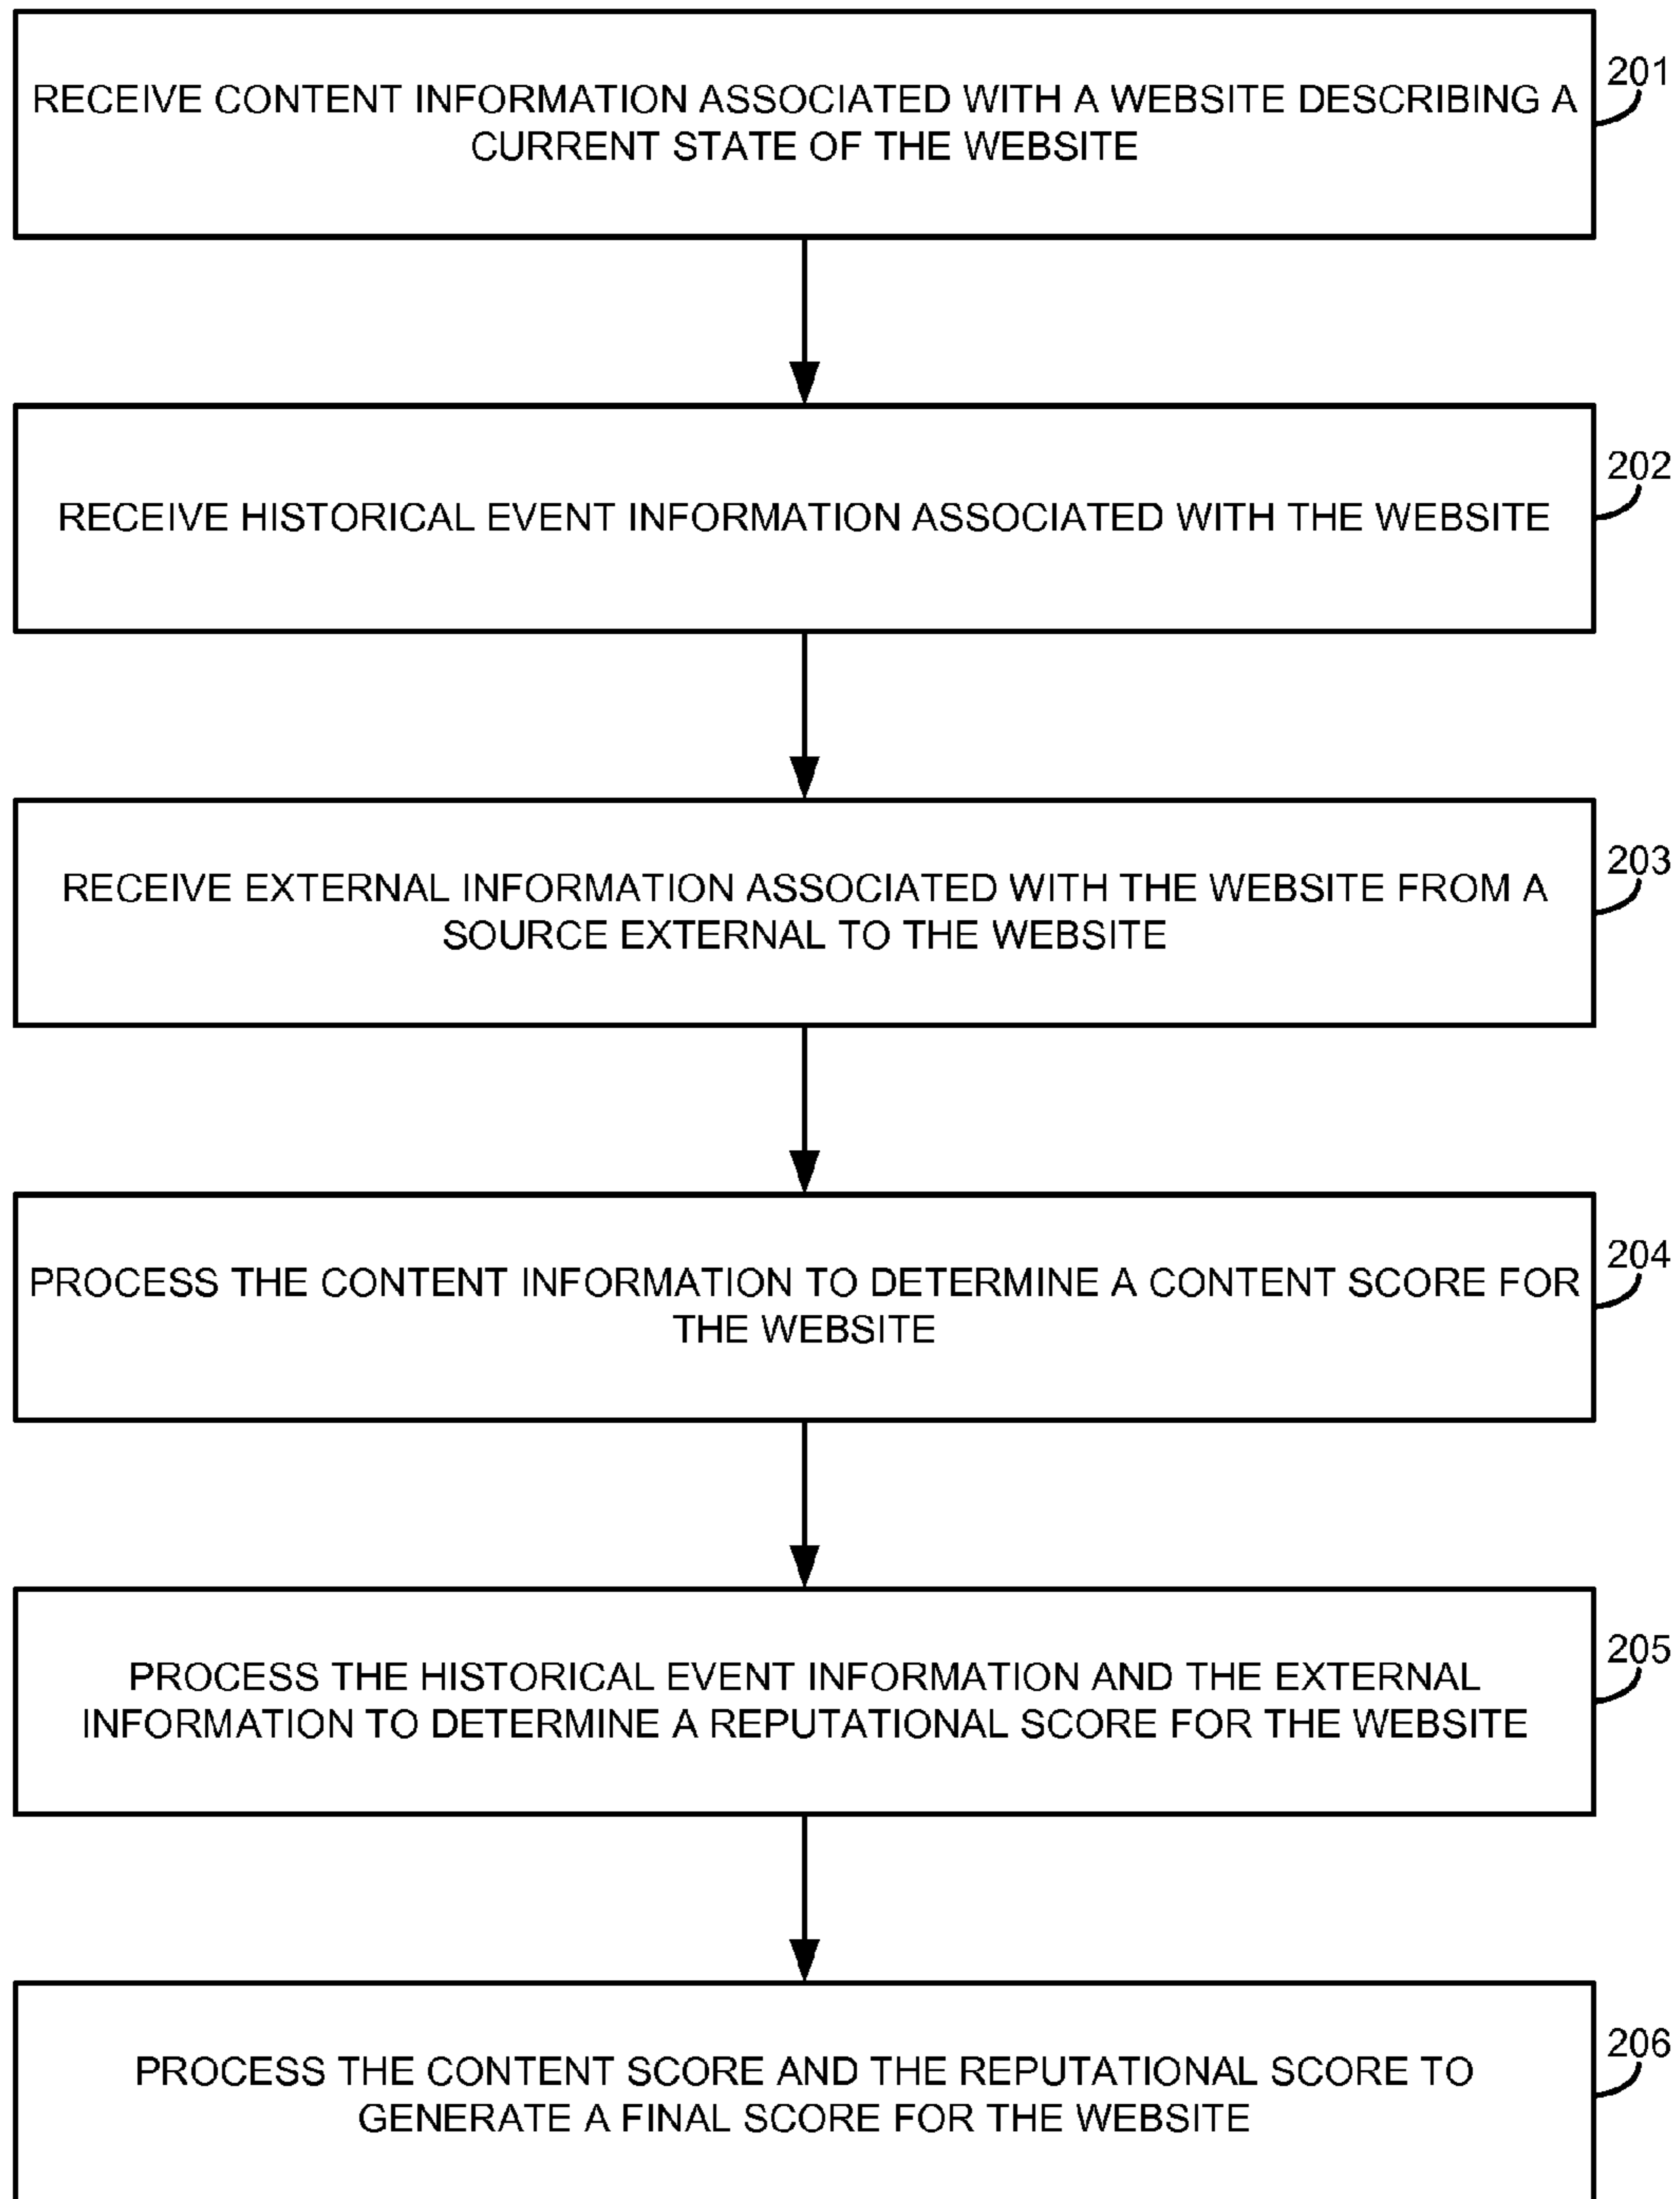 RECEIVE CONTENT INFORMATION ASSOCIATED WITH A WEBSITE DESCRIBING A
CURRENT STATE OF THE WEBSITE
201
RECEIVE HISTORICAL EVENT INFORMATION ASSOCIATED WITH THE WEBSITE
202
RECEIVE EXTERNAL INFORMATION ASSOCIATED WITH THE WEBSITE FROM A
SOURCE EXTERNAL TO THE WEBSITE
203
PROCESS THE CONTENT INFORMATION TO DETERMINE A CONTENT SCORE FOR
THE WEBSITE
204
PROCESS THE HISTORICAL EVENT INFORMATION AND THE EXTERNAL
INFORMATION TO DETERMINE A REPUTATIONAL SCORE FOR THE WEBSITE
205
PROCESS THE CONTENT SCORE AND THE REPUTATIONAL SCORE TO
GENERATE A FINAL SCORE FOR THE WEBSITE
206